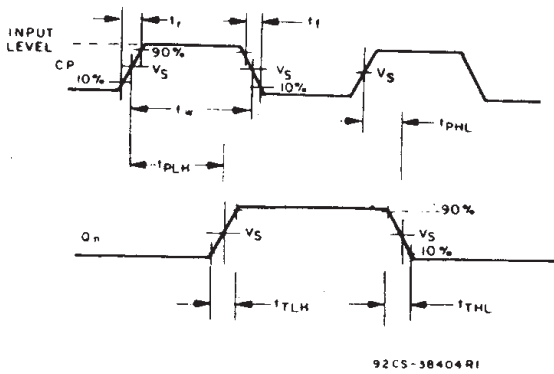 tr
tf
INPUT
LEVEL
90%
CP
VS
VS
10%
10%
tw
tPHL
tPLH
90%
Qn
VS
VS
10%
tTLH
tTHL
92CS-38404R1